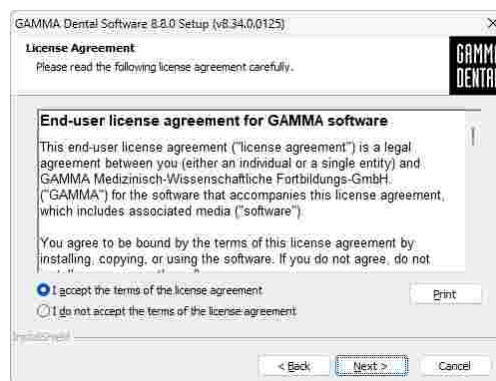 GAMMA Dental Software 8.8.0 Setup (v8.34.0.0125)
License Agreement
Please read the following license agreement carefully.
GAMMA
DENTAL
End-user license agreement for GAMMA software
This end-user license agreement ("license agreement") is a legal
agreement between you (either an individual or a single entity) and
GAMMA Medizinisch-Wissenschaftliche Fortbildungs-GmbH.
("GAMMA") for the software that accompanies this license agreement,
which includes associated media ("software").
You agree to be bound by the terms of this license agreement by
installing, copying, or using the software. If you do not agree, do not
I accept the terms of the license agreement
Print
I do not accept the terms of the license agreement
InstallShield
< Back
Next >
Cancel